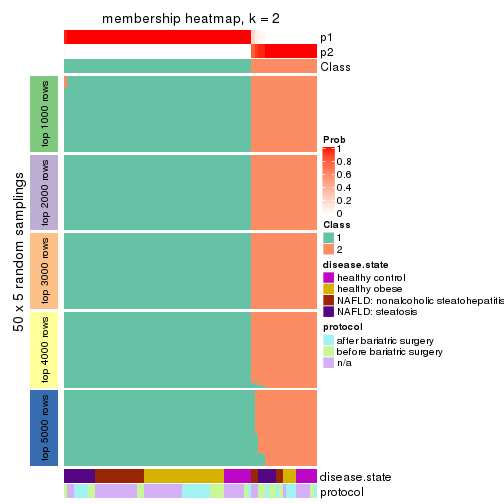 membership heatmap, k = 2
p1
p2
Class
50 x 5 random samplings
top 1000 rows
top 2000 rows
top 3000 rows
top 4000 rows
top 5000 rows
Prob
1
0.8
0.6
0.4
0.2
0
Class
1
2
disease.state
healthy control
healthy obese
NAFLD: nonalcoholic steatohepatitis
NAFLD: steatosis
protocol
after bariatric surgery
before bariatric surgery
n/a
disease.state
protocol